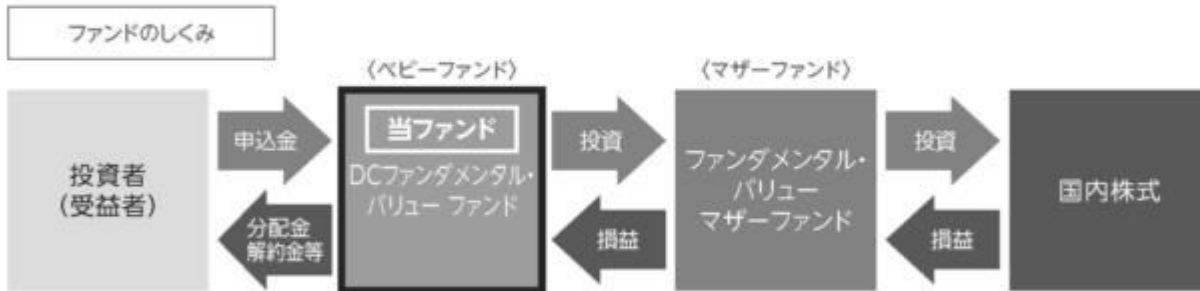 ファンドのしくみ
〈ベビーファンド〉
〈マザーファンド〉
投資者
(受益者)
申込金
分配金
解約金等
当ファンド
DCファンダメンタル・
バリュー ファンド
投資
損益
ファンダメンタル・
バリュー
マザーファンド
投資
損益
国内株式